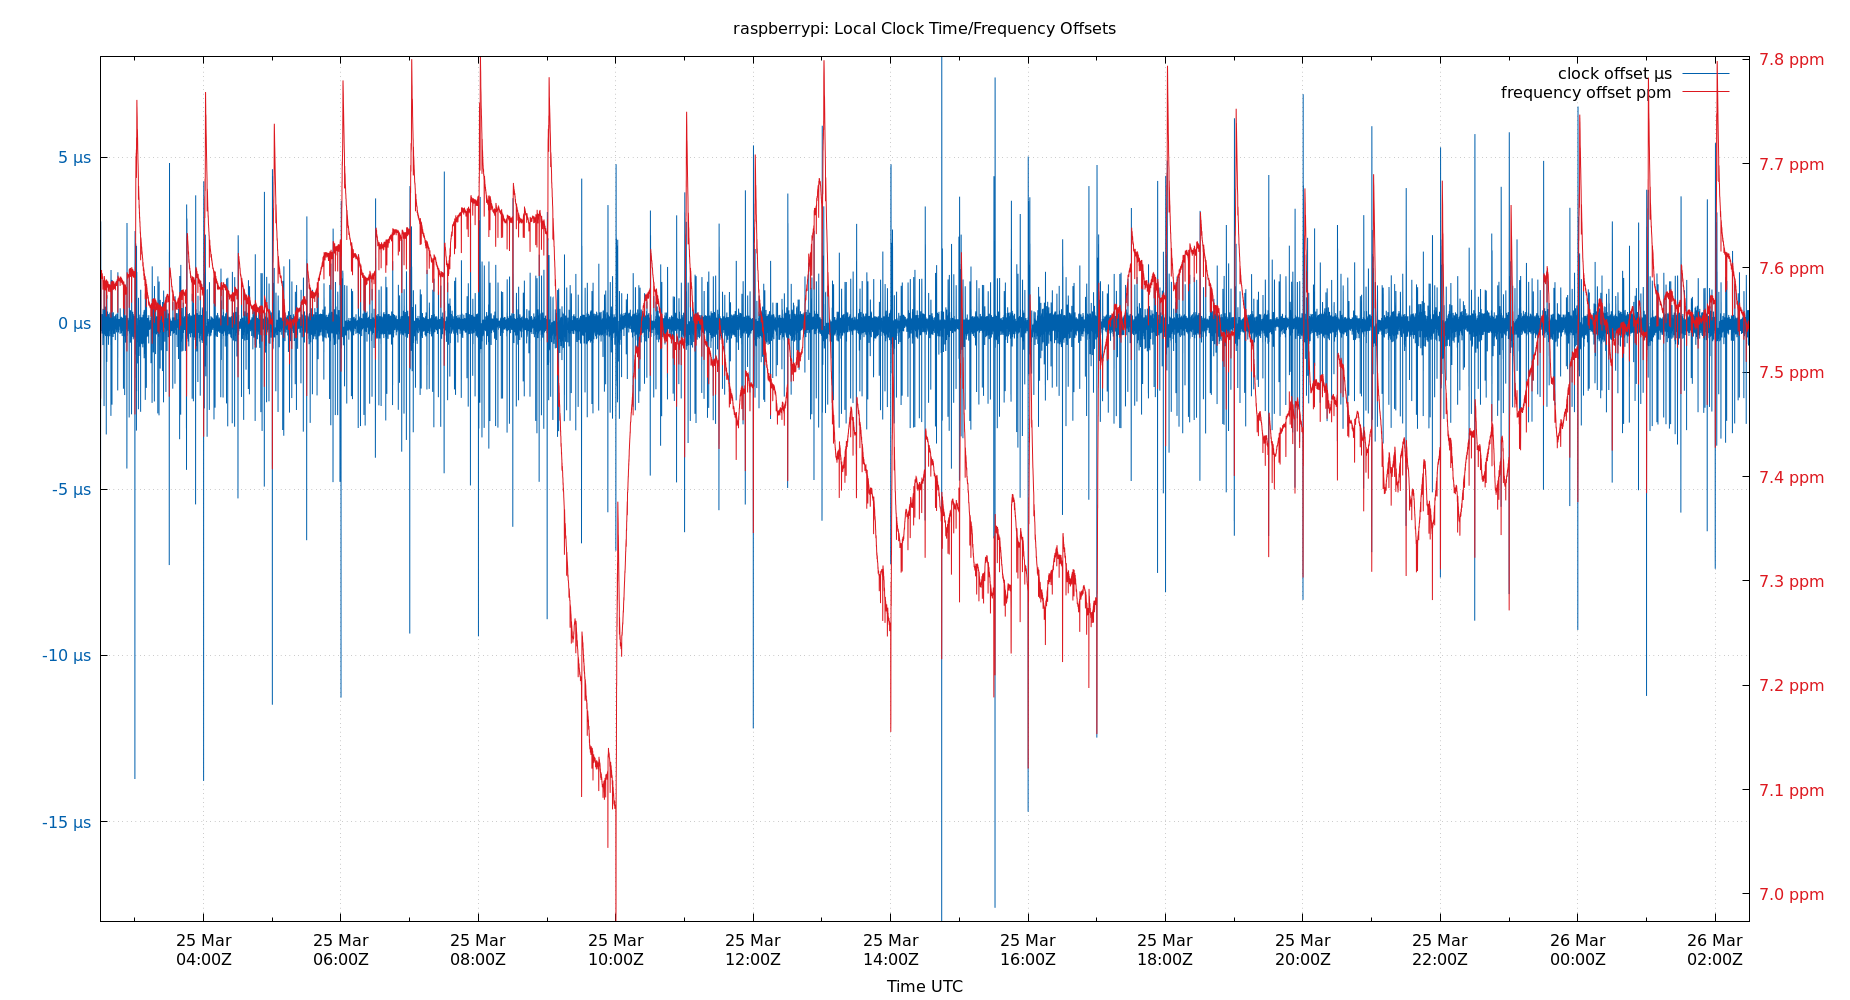 raspberrypi: Local Clock Time/Frequency Offsets
clock offset µs
frequency offset ppm
5 µs
0 µs
-5 µs
-10 µs
-15 µs
7.8 ppm
7.7 ppm
7.6 ppm
7.5 ppm
7.4 ppm
7.3 ppm
7.2 ppm
7.1 ppm
7.0 ppm
25 Mar 25 Mar 25 Mar 25 Mar 25 Mar 25 Mar 25 Mar 25 Mar 25 Mar 25 Mar 26 Mar 26 Mar
04:00Z 06:00Z 08:00Z 10:00Z 12:00Z 14:00Z 16:00Z 18:00Z 20:00Z 22:00Z 00:00Z 02:00Z
Time UTC